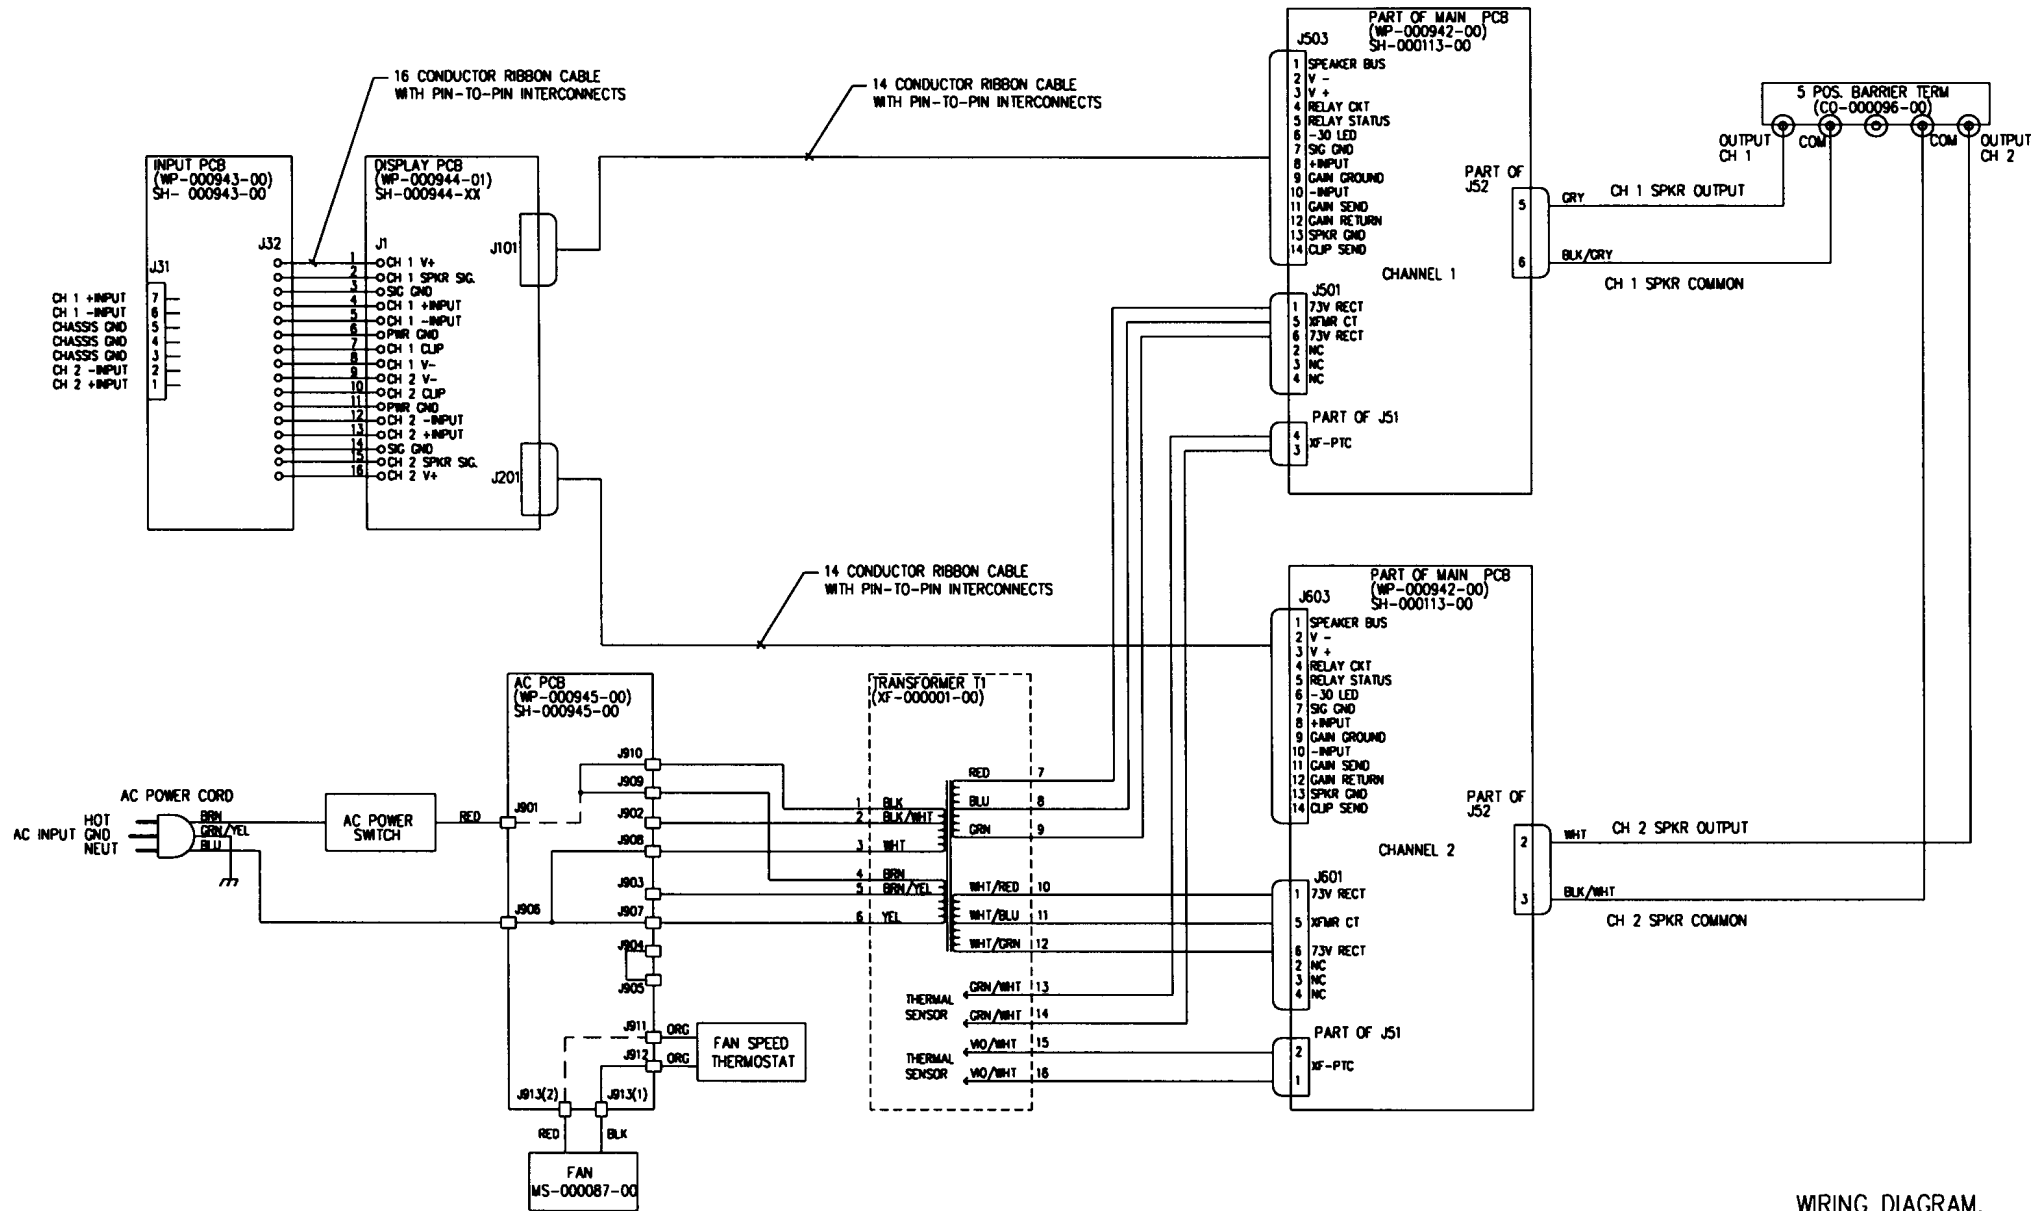 PART OF MAIN PCB
(WP-000942-00)
SH-000113-00
J503
1 SPEAKER BUS
2 V -
3 V +
4 RELAY CKT
5 RELAY STATUS
6 -30 LED
7 SIG GND
8 +INPUT
9 GAIN GROUND
10 -INPUT
11 GAIN SEND
12 GAIN RETURN
13 SPKR GND
14 CLIP SEND
CHANNEL 1
PART OF
J52
5
6
GRY
CH 1 SPKR OUTPUT
BLK/GRY
CH 1 SPKR COMMON
5 POS. BARRIER TERM
(CO-000096-00)
OUTPUT
CH 1
COM
COM
OUTPUT
CH 2
16 CONDUCTOR RIBBON CABLE
WITH PIN-TO-PIN INTERCONNECTS
14 CONDUCTOR RIBBON CABLE
WITH PIN-TO-PIN INTERCONNECTS
INPUT PCB
(WP-000943-00)
SH- 000943-00
J32
J31
CH 1 +INPUT 7
CH 1 -INPUT 6
CHASSIS GND 5
CHASSIS GND 4
CHASSIS GND 3
CH 2 -INPUT 2
CH 2 +INPUT 1
DISPLAY PCB
(WP-000944-01)
SH-000944-XX
J101
J1
1 CH 1 V+
2 CH 1 SPKR SIG.
3 SIG GND
4 CH 1 +INPUT
5 CH 1 -INPUT
6 PWR GND
7 CH 1 CLIP
8 CH 1 V-
9 CH 2 V-
10 CH 2 CLIP
11 PWR GND
12 CH 2 -INPUT
13 CH 2 +INPUT
14 SIG GND
15 CH 2 SPKR SIG.
16 CH 2 V+
J201
J501
1 73V RECT
5 XFMR CT
6 73V RECT
2 NC
3 NC
4 NC
PART OF J51
4
3
XF-PTC
14 CONDUCTOR RIBBON CABLE
WITH PIN-TO-PIN INTERCONNECTS
PART OF MAIN PCB
(WP-000942-00)
SH-000113-00
J603
1 SPEAKER BUS
2 V -
3 V +
4 RELAY CKT
5 RELAY STATUS
6 -30 LED
7 SIG GND
8 +INPUT
9 GAIN GROUND
10 -INPUT
11 GAIN SEND
12 GAIN RETURN
13 SPKR GND
14 CLIP SEND
CHANNEL 2
PART OF
J52
2
3
WHT
CH 2 SPKR OUTPUT
BLK/WHT
CH 2 SPKR COMMON
J601
1 73V RECT
5 XFMR CT
6 73V RECT
2 NC
3 NC
4 NC
PART OF J51
2
1
XF-PTC
AC PCB
(WP-000945-00)
SH-000945-00
J910
J909
J901
J902
J908
J903
J906
J907
J904
J905
J911
J912
J913(2)
J913(1)
AC POWER CORD
HOT
AC INPUT GND
NEUT
BRN
GRN/YEL
BLU
AC POWER
SWITCH
RED
ORG
ORG
FAN SPEED
THERMOSTAT
RED
BLK
FAN
MS-000087-00
TRANSFORMER T1
(XF-000001-00)
1 BLK
2 BLK/WHT
3 WHT
4 BRN
5 BRN/YEL
6 YEL
RED 7
BLU 8
GRN 9
WHT/RED 10
WHT/BLU 11
WHT/GRN 12
THERMAL
SENSOR
GRN/WHT 13
GRN/WHT 14
THERMAL
SENSOR
VIO/WHT 15
VIO/WHT 16
WIRING DIAGRAM,